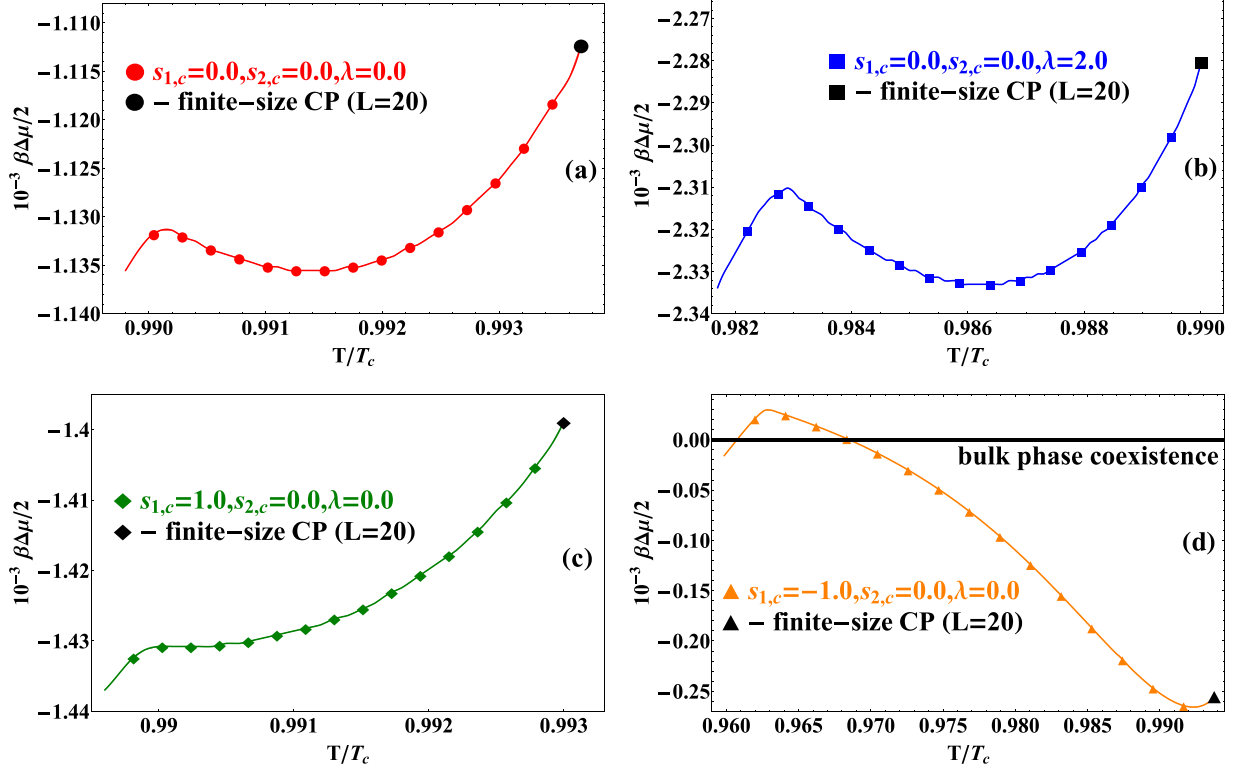 −1.110
−1.115
−1.120
−1.125
−1.130
−1.135
−1.140
10⁻³ βΔμ/2
s₁,c=0.0,s₂,c=0.0,λ=0.0
− finite−size CP (L=20)
(a)
0.990
0.991
0.992
0.993
T/Tc
−2.27
−2.28
−2.29
−2.30
−2.31
−2.32
−2.33
−2.34
10⁻³ βΔμ/2
s₁,c=0.0,s₂,c=0.0,λ=2.0
− finite−size CP (L=20)
(b)
0.982
0.984
0.986
0.988
0.990
T/Tc
−1.4
−1.41
−1.42
−1.43
−1.44
10⁻³ βΔμ/2
s₁,c=1.0,s₂,c=0.0,λ=0.0
− finite−size CP (L=20)
(c)
0.99
0.991
0.992
0.993
T/Tc
0.00
−0.05
−0.10
−0.15
−0.20
−0.25
10⁻³ βΔμ/2
bulk phase coexistence
(d)
s₁,c=−1.0,s₂,c=0.0,λ=0.0
− finite−size CP (L=20)
0.960
0.965
0.970
0.975
0.980
0.985
0.990
T/Tc